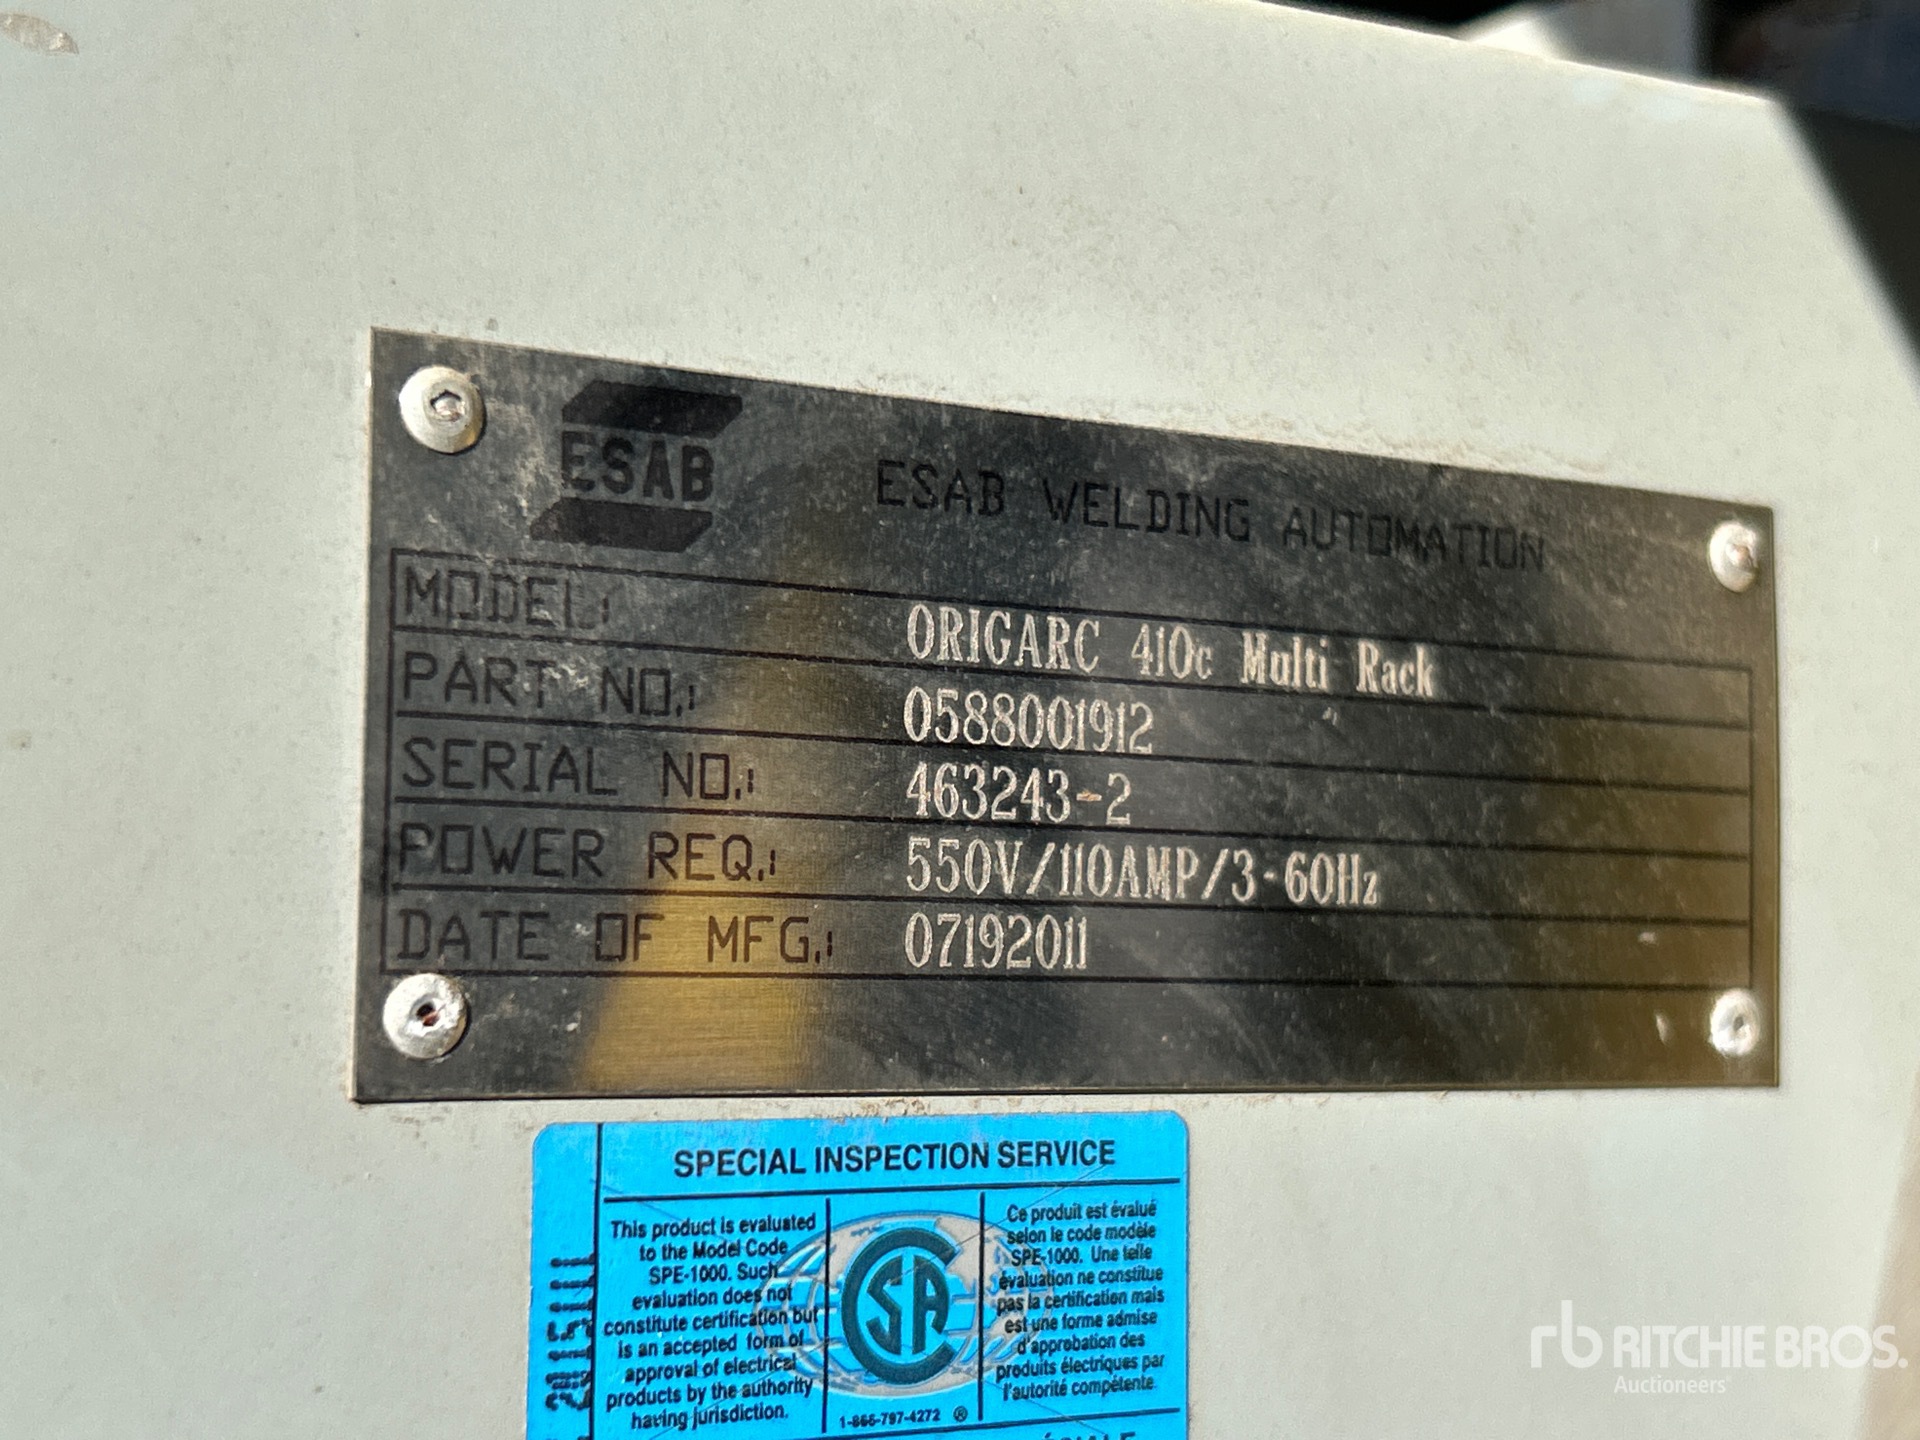 ESAB
ESAB WELDING AUTOMATION
MODEL: ORIGARC 410c Multi Rack
PART NO.: 0588001912
SERIAL NO.: 463243-2
POWER REQ.: 550V/110AMP/3-60Hz
DATE OF MFG.: 07192011
SPECIAL INSPECTION SERVICE
This product is evaluated
to the Model Code
SPE-1000. Such
evaluation does not
constitute certification but
is an accepted form of
approval of electrical
products by the authority
having jurisdiction.
CSA
1-866-797-4272 ®
Ce produit est évalué
selon le code modèle
SPE-1000. Une telle
évaluation ne constitue
pas la certification mais
est une forme admise
d'approbation des
produits électriques par
l'autorité compétente.
rb RITCHIE BROS.
Auctioneers